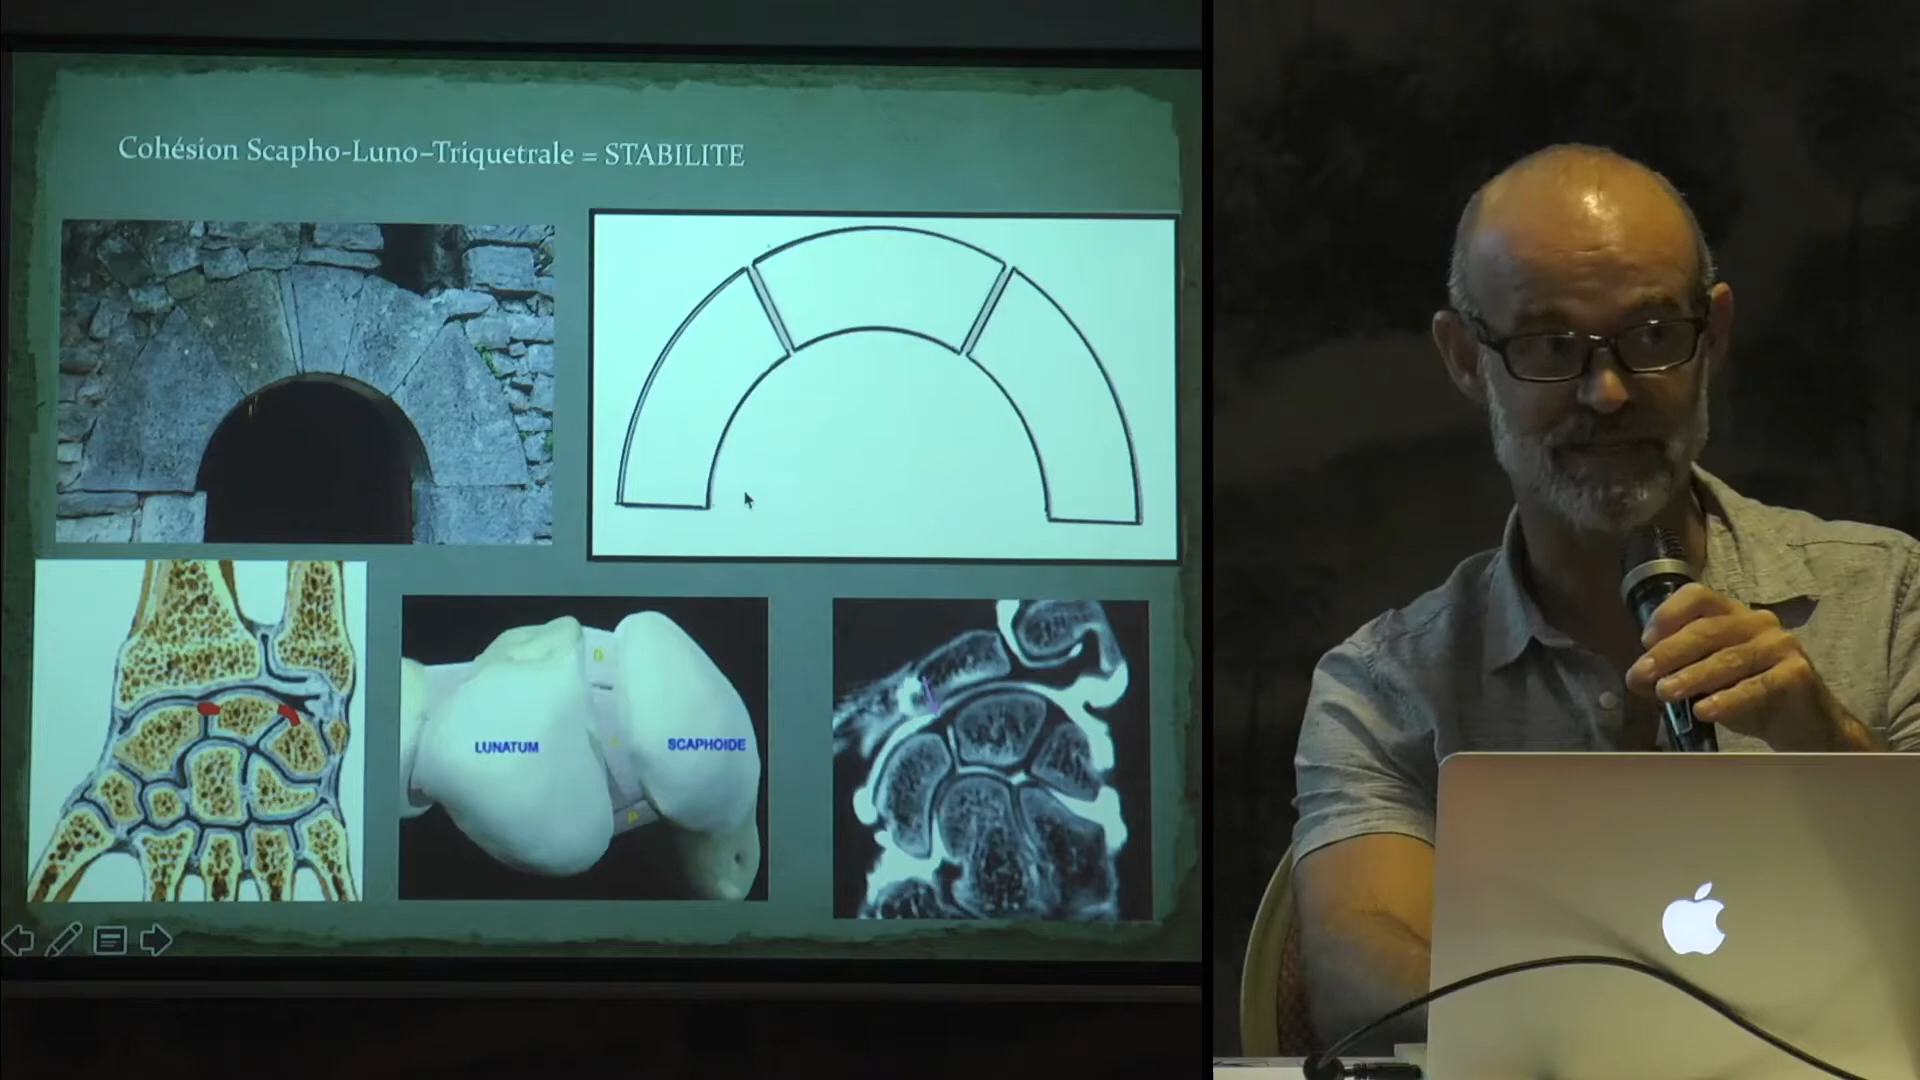 Cohésion Scapho-Luno-Triquetrale = STABILITE
D
LUNATUM
SCAPHOIDE
P